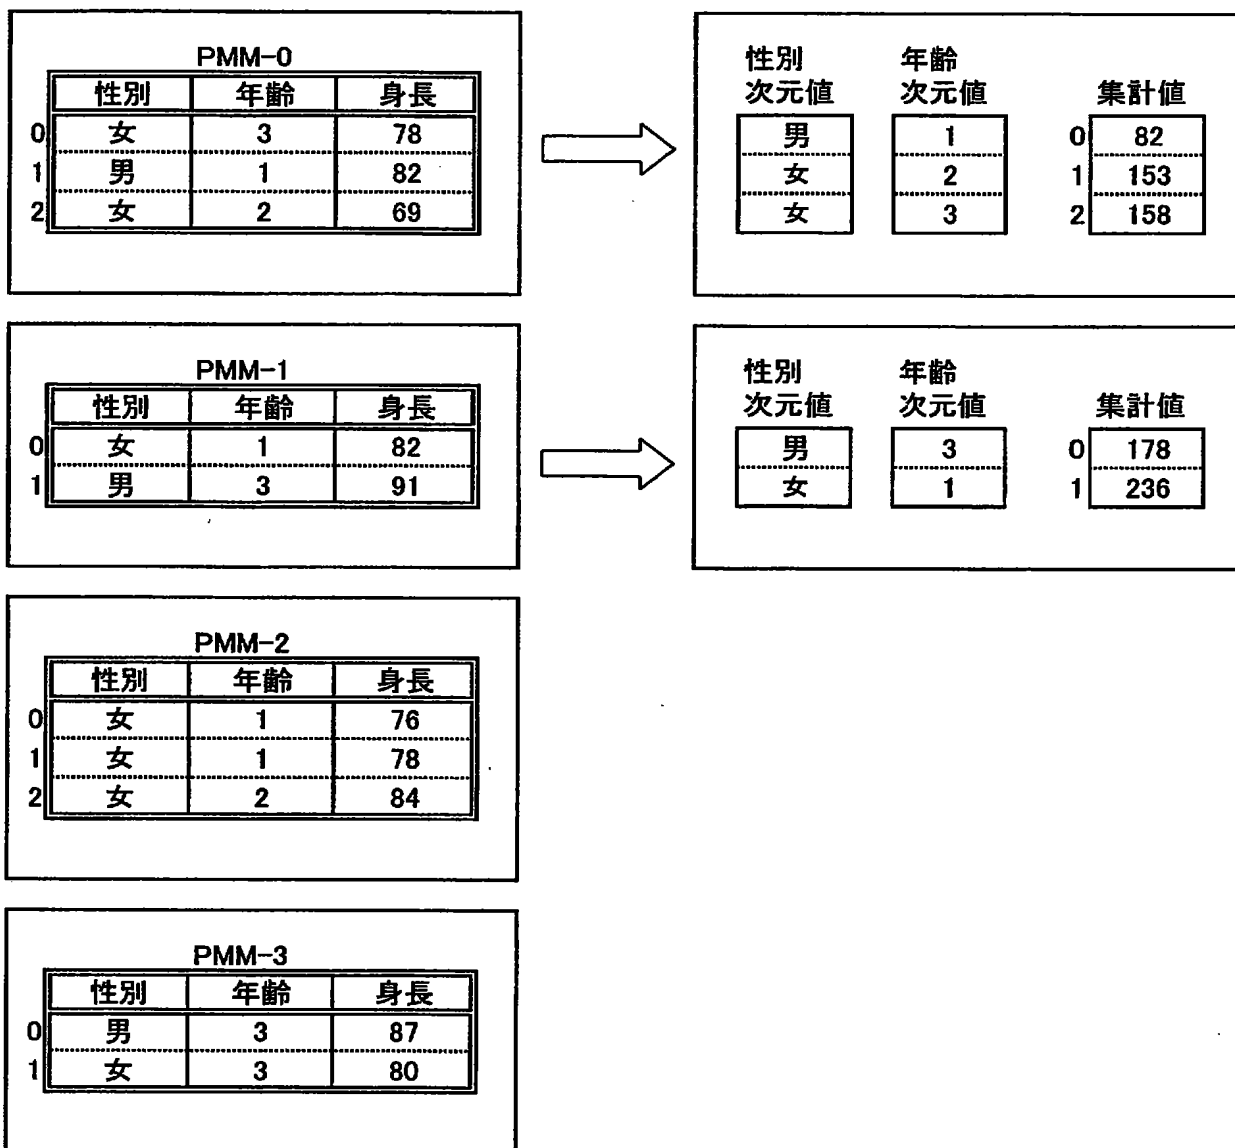 PMM-0
性別 年齢 身長
0 女 3 78
1 男 1 82
2 女 2 69
性別 年齢
次元値 次元値 集計値
男 1 0 82
女 2 1 153
女 3 2 158
PMM-1
性別 年齢 身長
0 女 1 82
1 男 3 91
性別 年齢
次元値 次元値 集計値
男 3 0 178
女 1 1 236
PMM-2
性別 年齢 身長
0 女 1 76
1 女 1 78
2 女 2 84
PMM-3
性別 年齢 身長
0 男 3 87
1 女 3 80